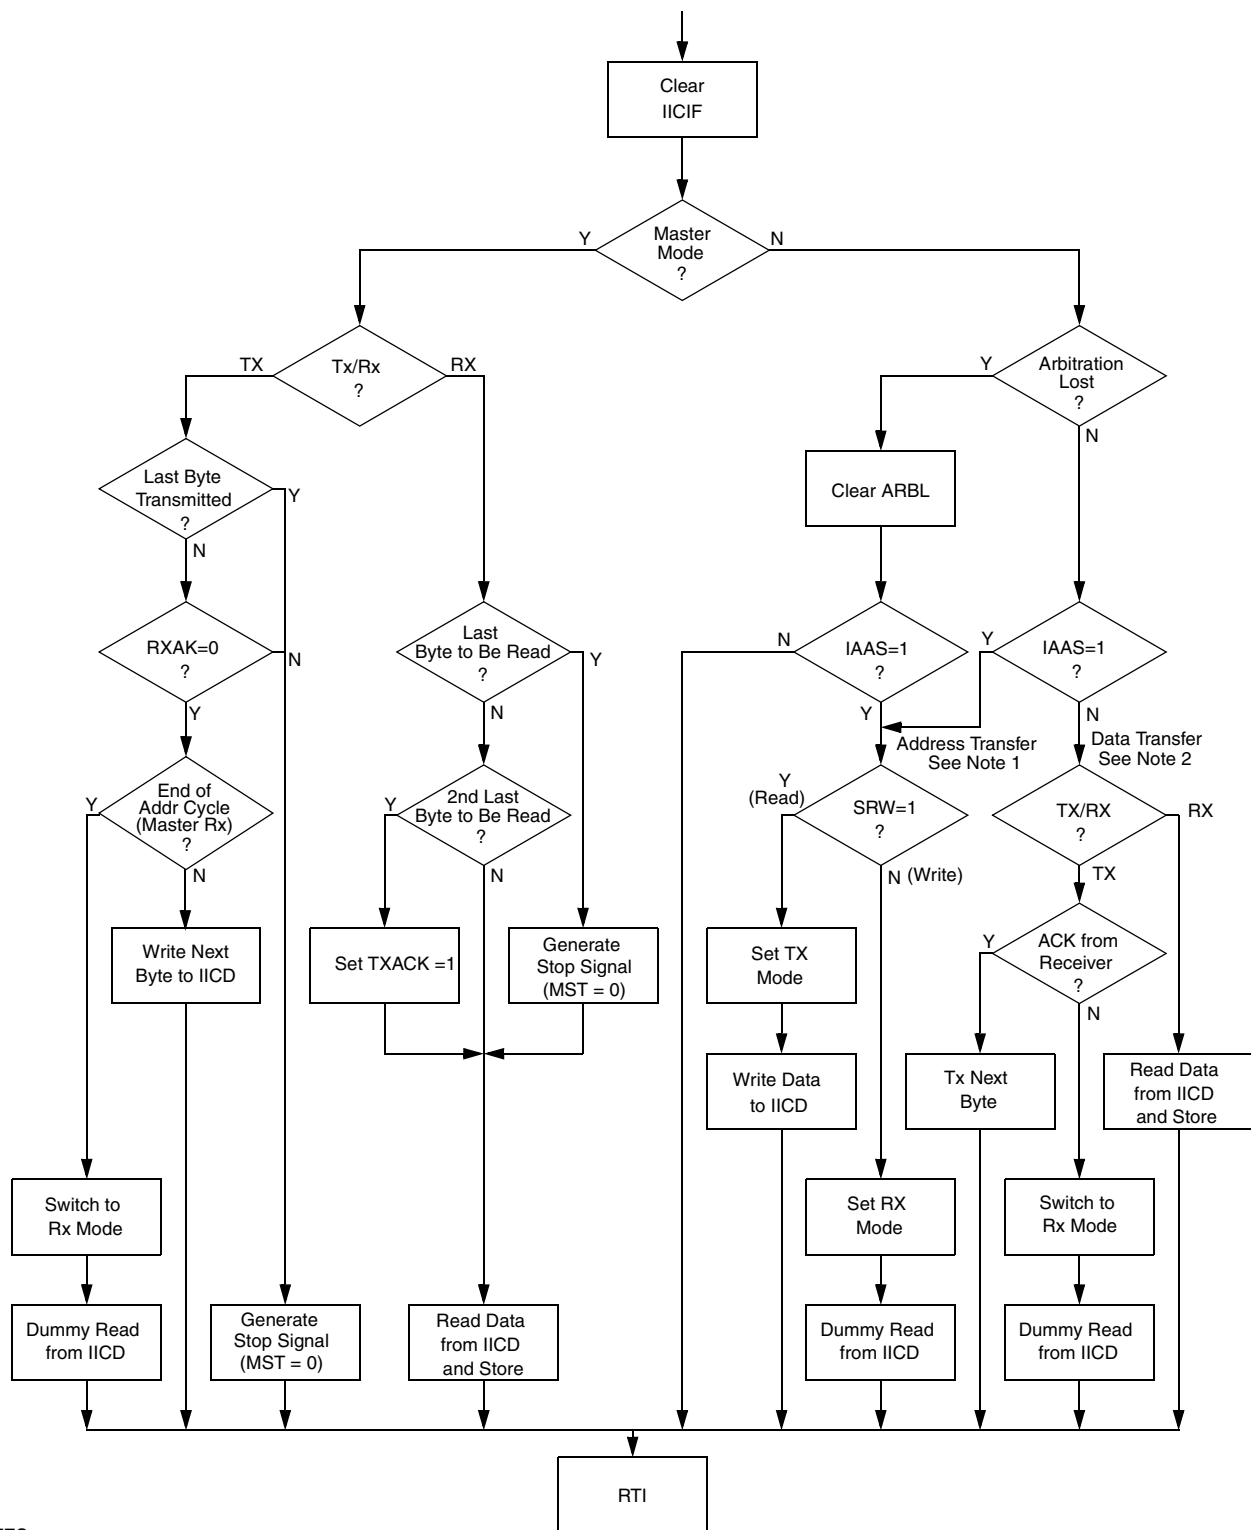 Clear
IICIF
Master
Mode
?
Y
N
Tx/Rx
?
TX
RX
Arbitration
Lost
?
Y
N
Last Byte
Transmitted
?
Y
N
Clear ARBL
RXAK=0
?
N
Y
Last
Byte to Be Read
?
Y
N
IAAS=1
?
N
Y
IAAS=1
?
Y
N
Address Transfer
See Note 1
Data Transfer
See Note 2
End of
Addr Cycle
(Master Rx)
?
Y
N
2nd Last
Byte to Be Read
?
Y
N
SRW=1
?
Y
(Read)
N (Write)
TX/RX
?
RX
TX
Write Next
Byte to IICD
Set TXACK =1
Generate
Stop Signal
(MST = 0)
Set TX
Mode
ACK from
Receiver
?
Y
N
Write Data
to IICD
Tx Next
Byte
Read Data
from IICD
and Store
Switch to
Rx Mode
Set RX
Mode
Switch to
Rx Mode
Dummy Read
from IICD
Generate
Stop Signal
(MST = 0)
Read Data
from IICD
and Store
Dummy Read
from IICD
Dummy Read
from IICD
RTI